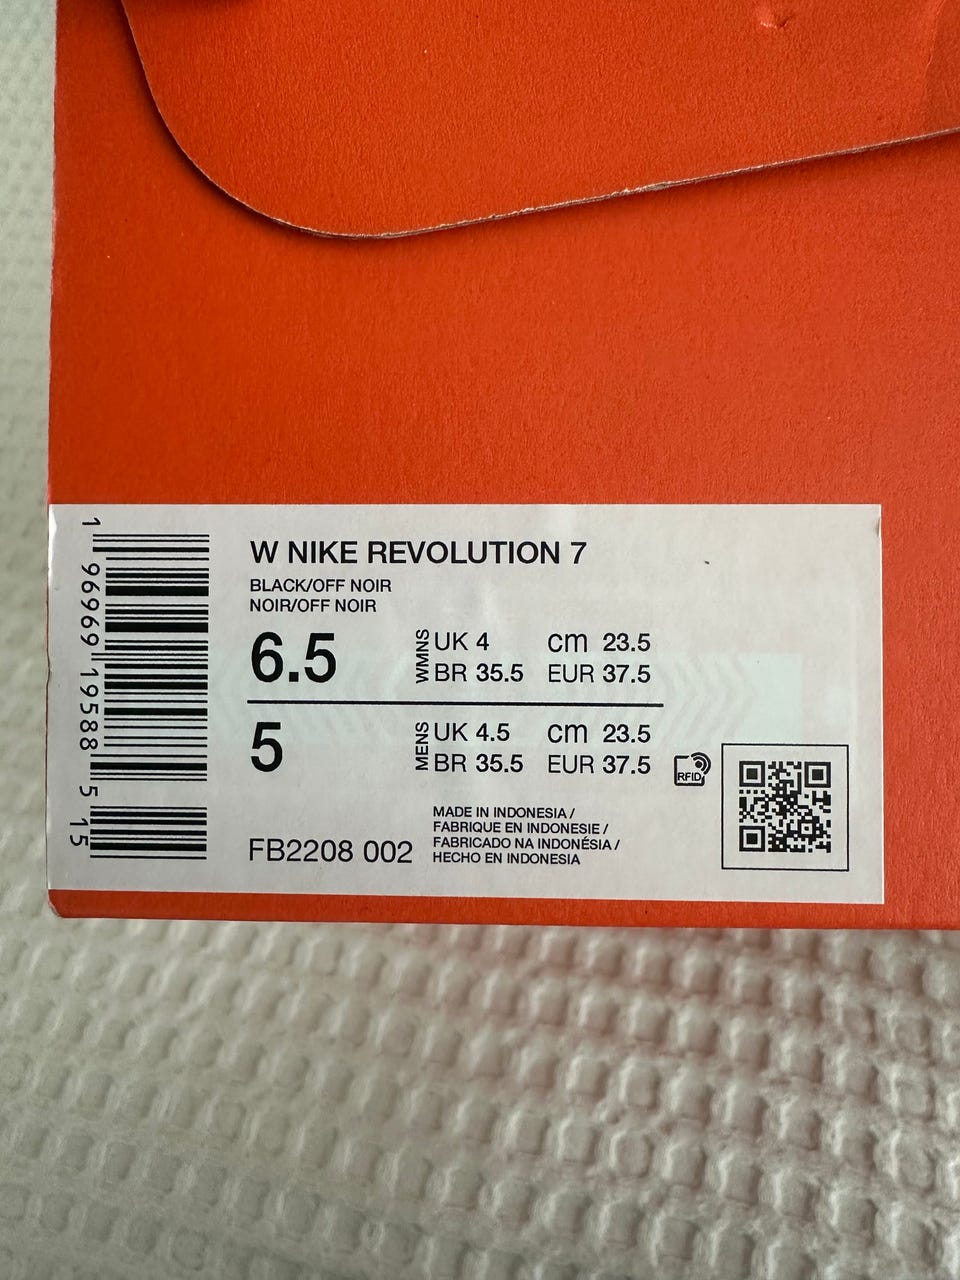 W NIKE REVOLUTION 7
BLACK/OFF NOIR
NOIR/OFF NOIR
6.5
WMNS
UK 4 cm 23.5
BR 35.5 EUR 37.5
5
MENS
UK 4.5 cm 23.5
BR 35.5 EUR 37.5
RFID
FB2208 002
MADE IN INDONESIA /
FABRIQUE EN INDONESIE /
FABRICADO NA INDONÉSIA /
HECHO EN INDONESIA
1 96969 19588 5 15